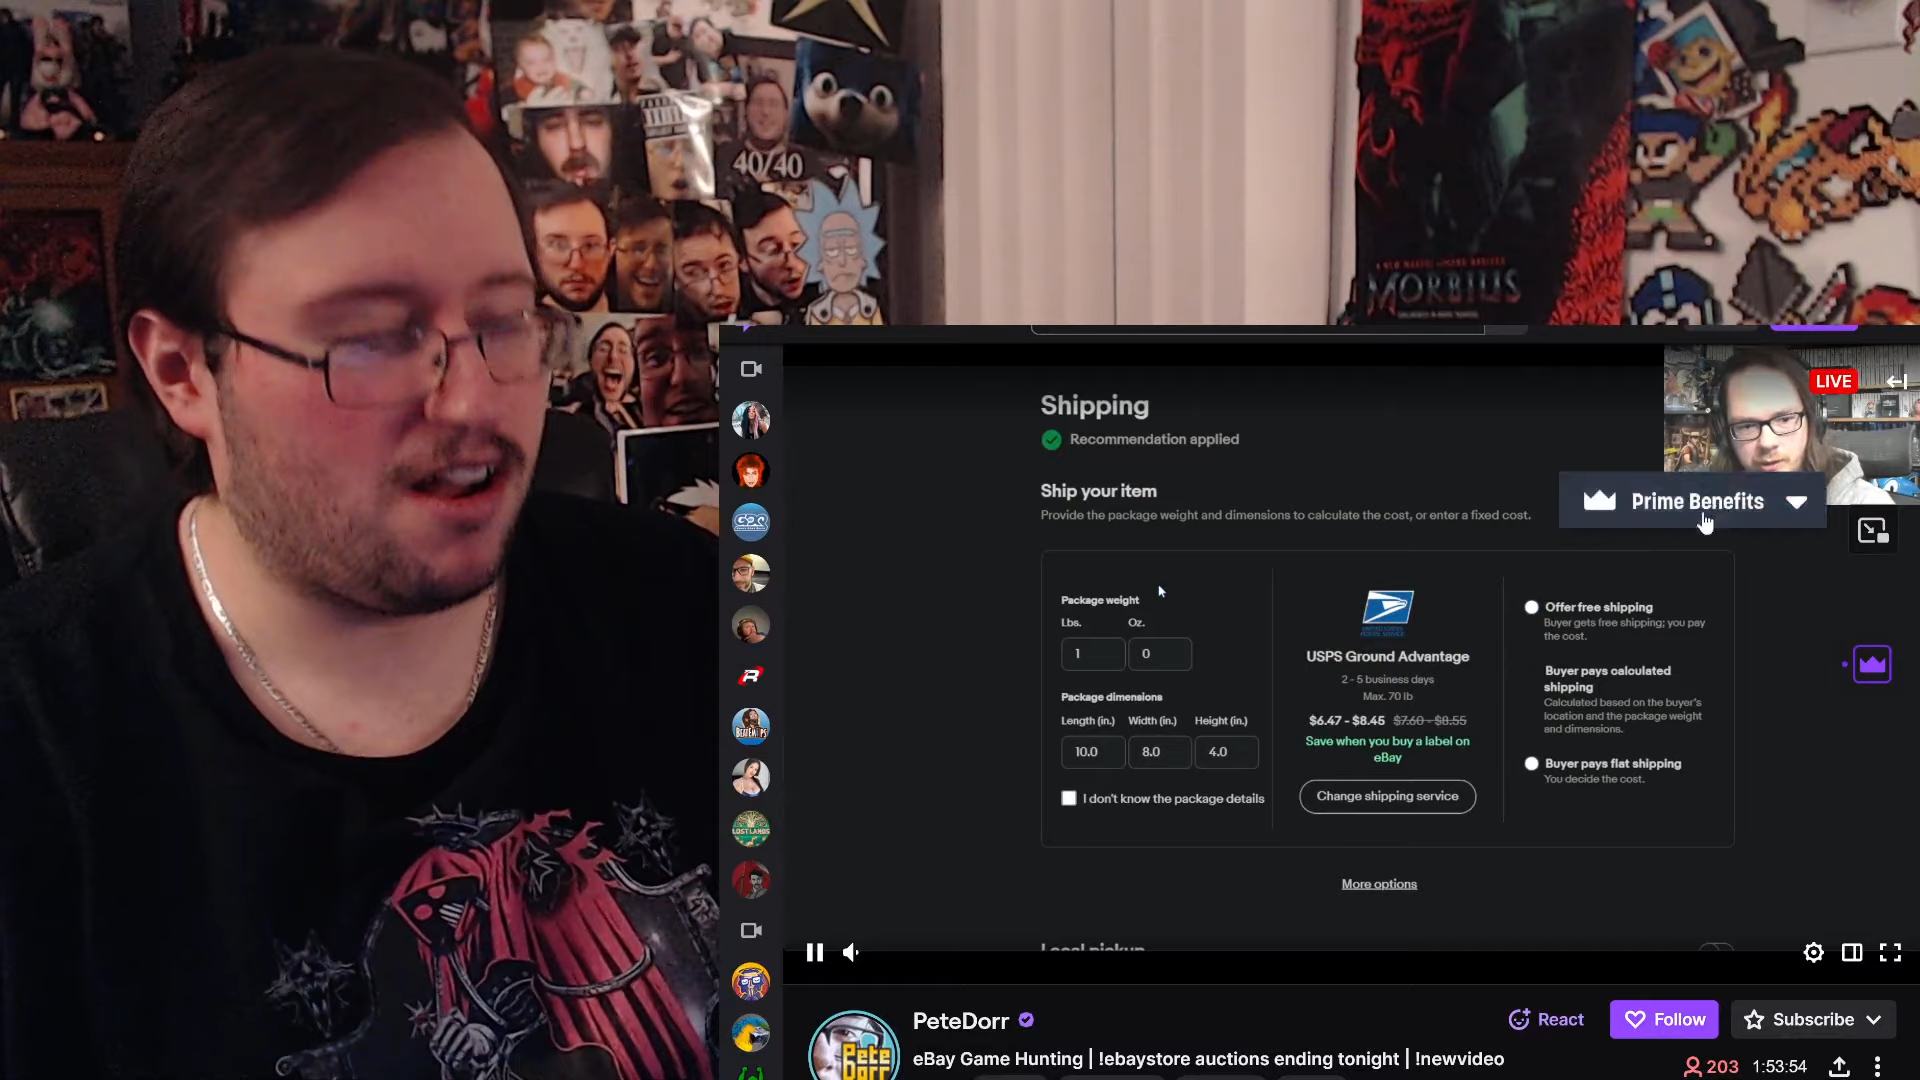 40/40
MORBIUS
LIVE
Shipping
Recommendation applied
Ship your item
Provide the package weight and dimensions to calculate the cost, or enter a fixed cost.
Prime Benefits
Package weight
Lbs. Oz.
1 0
Package dimensions
Length (in.) Width (in.) Height (in.)
10.0 8.0 4.0
I don't know the package details
USPS Ground Advantage
2 - 5 business days
Max. 70 lb
$6.47 - $8.45 $7.60 - $8.55
Save when you buy a label on
eBay
Change shipping service
Offer free shipping
Buyer gets free shipping; you pay
the cost.
Buyer pays calculated
shipping
Calculated based on the buyer's
location and the package weight
and dimensions.
Buyer pays flat shipping
You decide the cost.
More options
Local pickup
LOST LANDS
PeteDorr
React
Follow
Subscribe
eBay Game Hunting | !ebaystore auctions ending tonight | !newvideo
203 1:53:54
Pete
Dorr